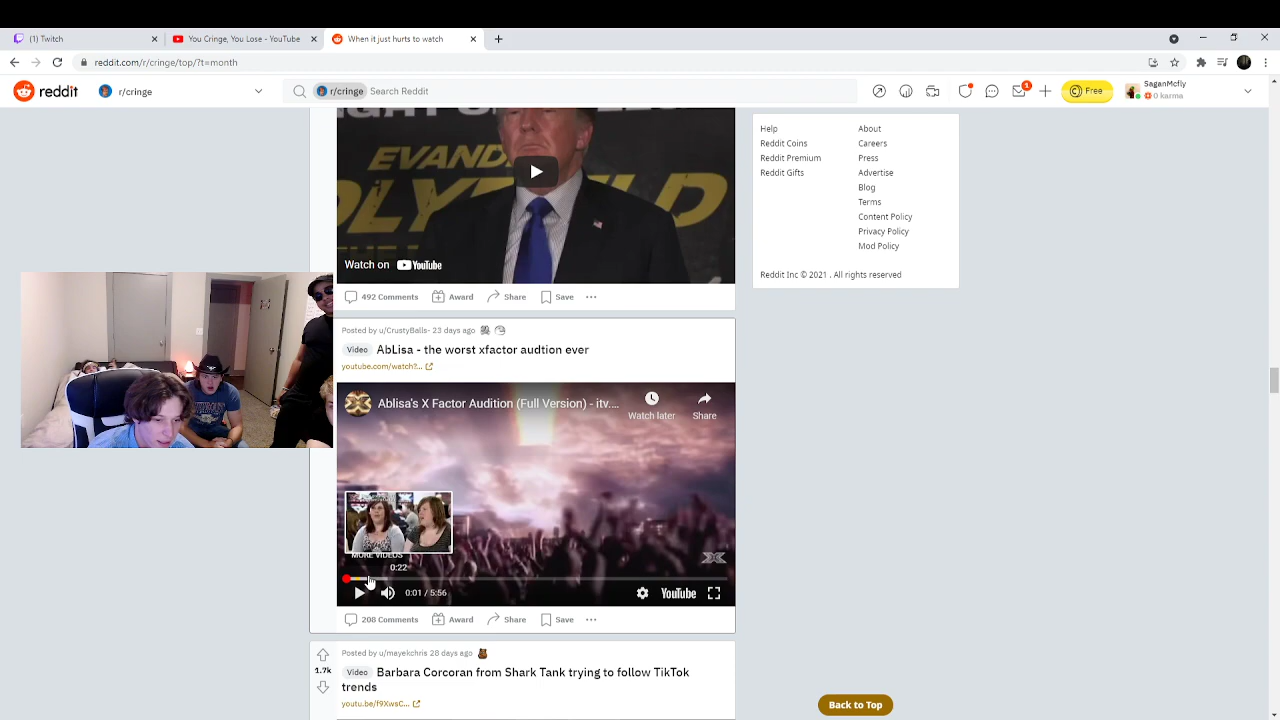 (1) Twitch
You Cringe, You Lose - YouTube
When it just hurts to watch
reddit.com/r/cringe/top/?t=month
reddit
r/cringe
r/cringe
Search Reddit
1
Free
SaganMcfly
0 karma
EVAND
OLYFIELD
Watch on YouTube
492 Comments
Award
Share
Save
Help
About
Reddit Coins
Careers
Reddit Premium
Press
Reddit Gifts
Advertise
Blog
Terms
Content Policy
Privacy Policy
Mod Policy
Reddit Inc © 2021 . All rights reserved
Posted by u/CrustyBalls- 23 days ago
Video AbLisa - the worst xfactor audtion ever
youtube.com/watch?...
Ablisa's X Factor Audition (Full Version) - itv....
Watch later
Share
MORE VIDEOS
0:22
0:01 / 5:56
YouTube
208 Comments
Award
Share
Save
Posted by u/mayekchris 28 days ago
1.7k
Video Barbara Corcoran from Shark Tank trying to follow TikTok
trends
youtu.be/f9XwsC...
Back to Top